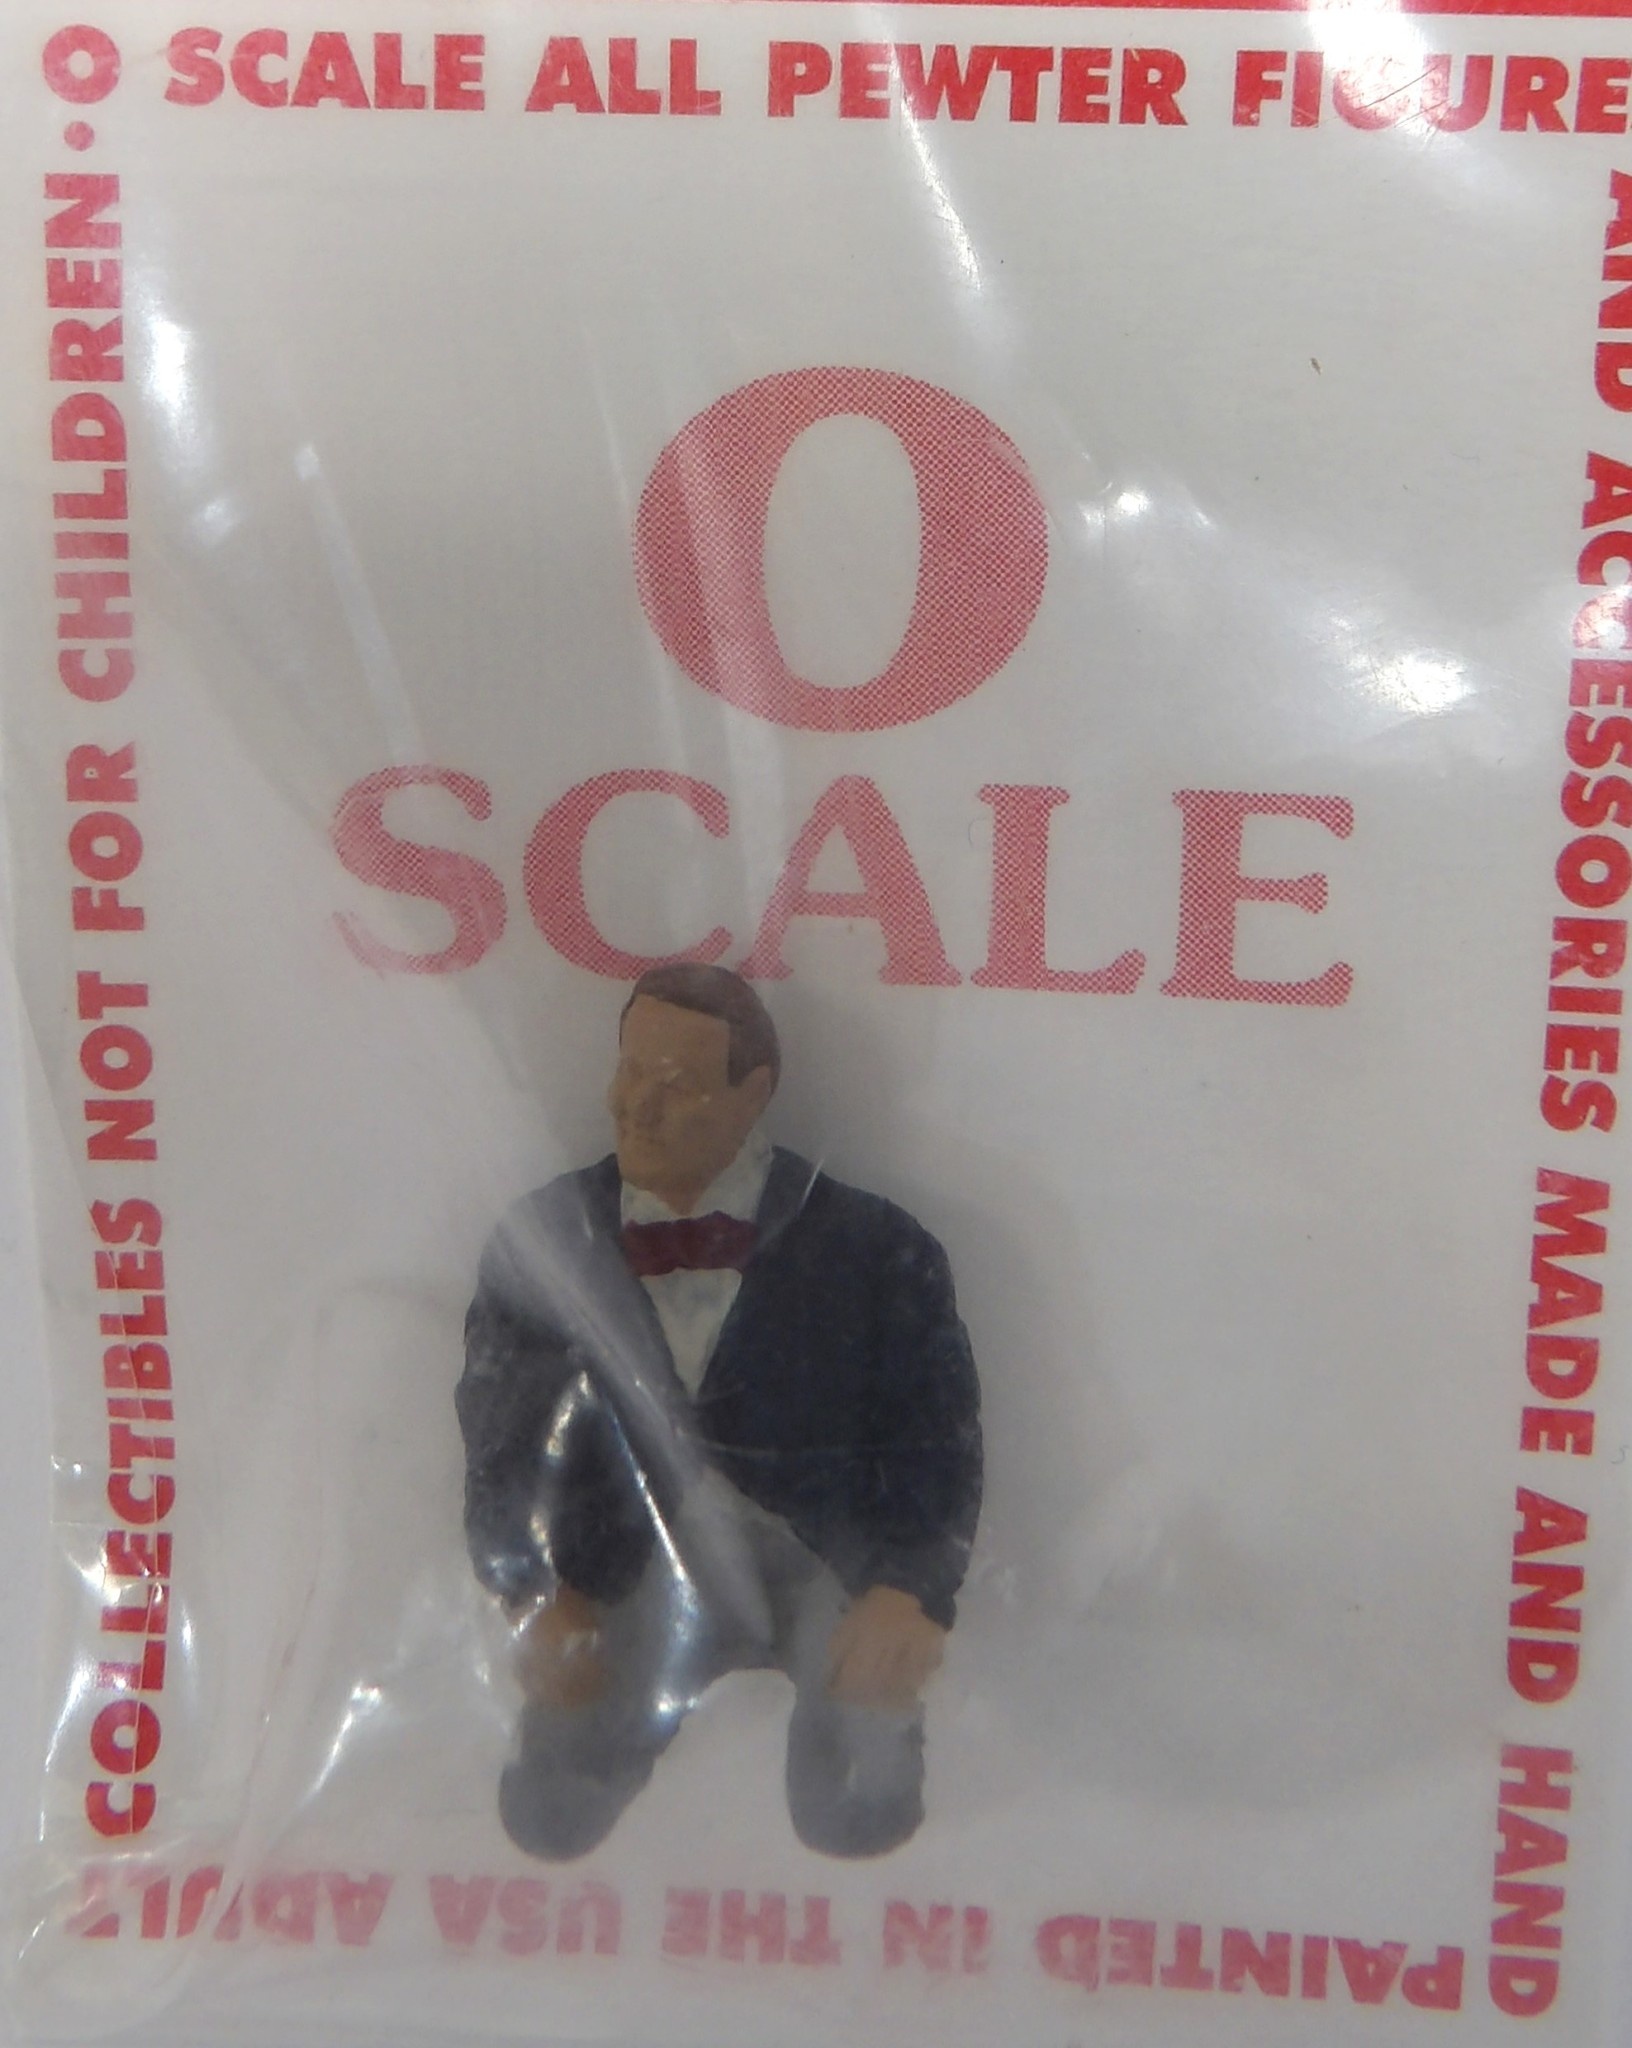 O SCALE ALL PEWTER FIGURE
AND ACCESSORIES MADE AND HAND
PAINTED IN THE USA ADULT
COLLECTIBLES NOT FOR CHILDREN •
O
SCALE